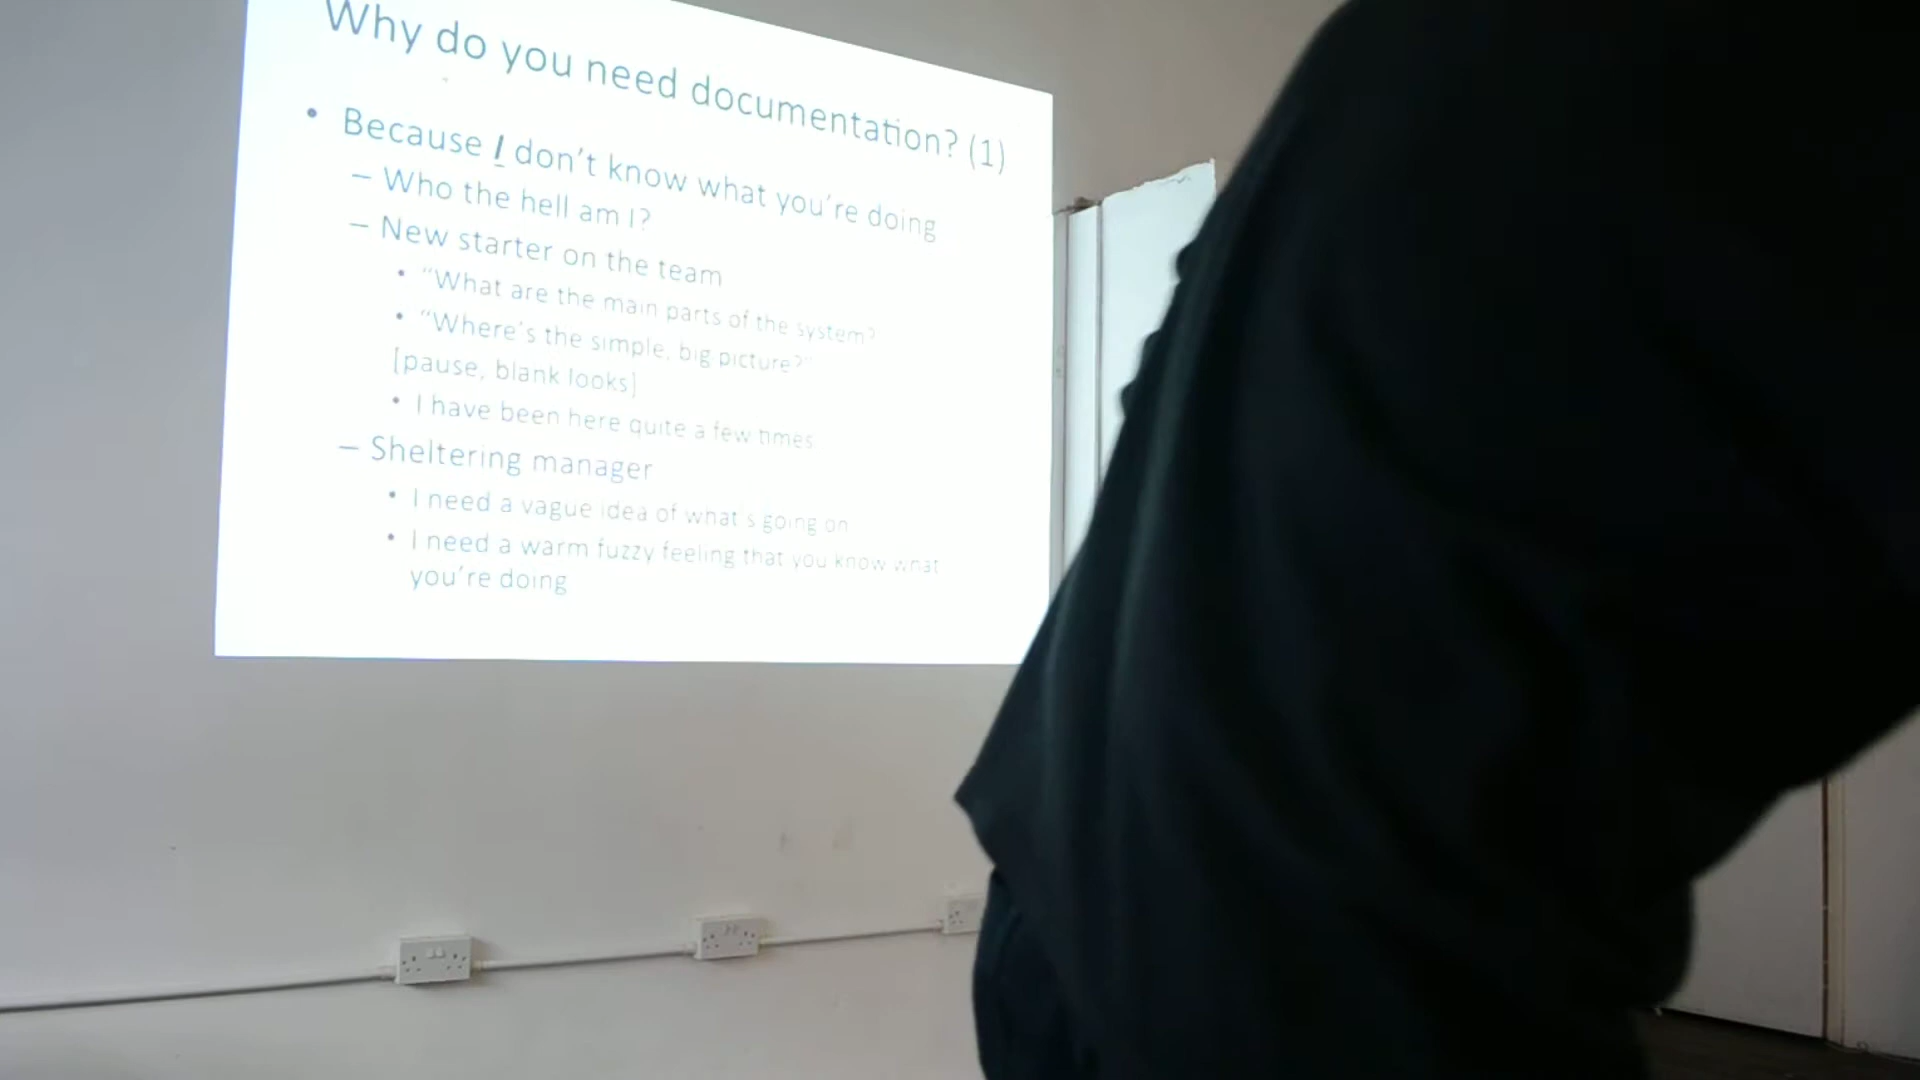 Why do you need documentation? (1)
• Because I don't know what you're doing
– Who the hell am I?
– New starter on the team
• "What are the main parts of the system?
• "Where's the simple, big picture?"
[pause, blank looks]
• I have been here quite a few times
– Sheltering manager
• I need a vague idea of what's going on
• I need a warm fuzzy feeling that you know what
you're doing